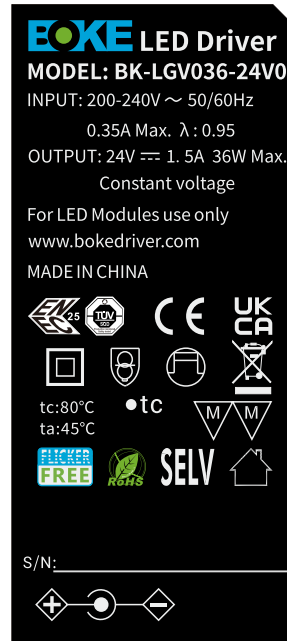 BOKE LED Driver
MODEL: BK-LGV036-24V0
INPUT: 200-240V ~ 50/60Hz
0.35A Max. λ: 0.95
OUTPUT: 24V ⎓ 1.5A 36W Max.
Constant voltage
For LED Modules use only
www.bokedriver.com
MADE IN CHINA
ENEC 25 TÜV SÜD CE UK CA
tc:80℃ •tc M M
ta:45℃
FLICKER FREE RoHS SELV
S/N:
+ −